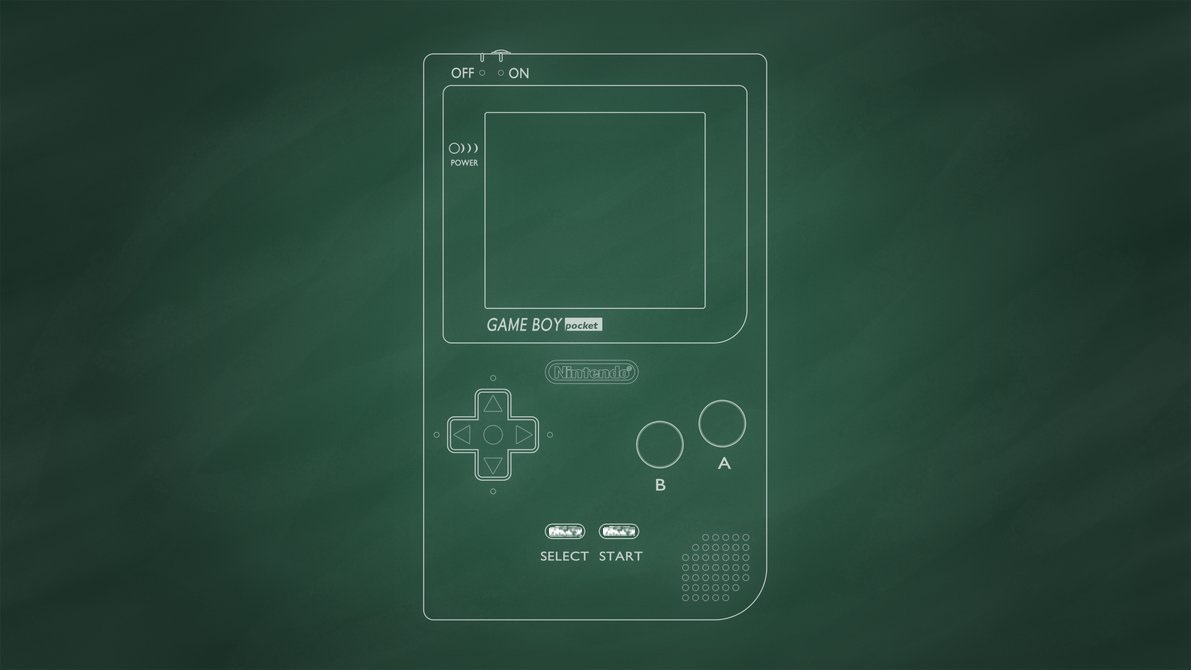 OFF ON
POWER
GAME BOY pocket
Nintendo®
A
B
SELECT START